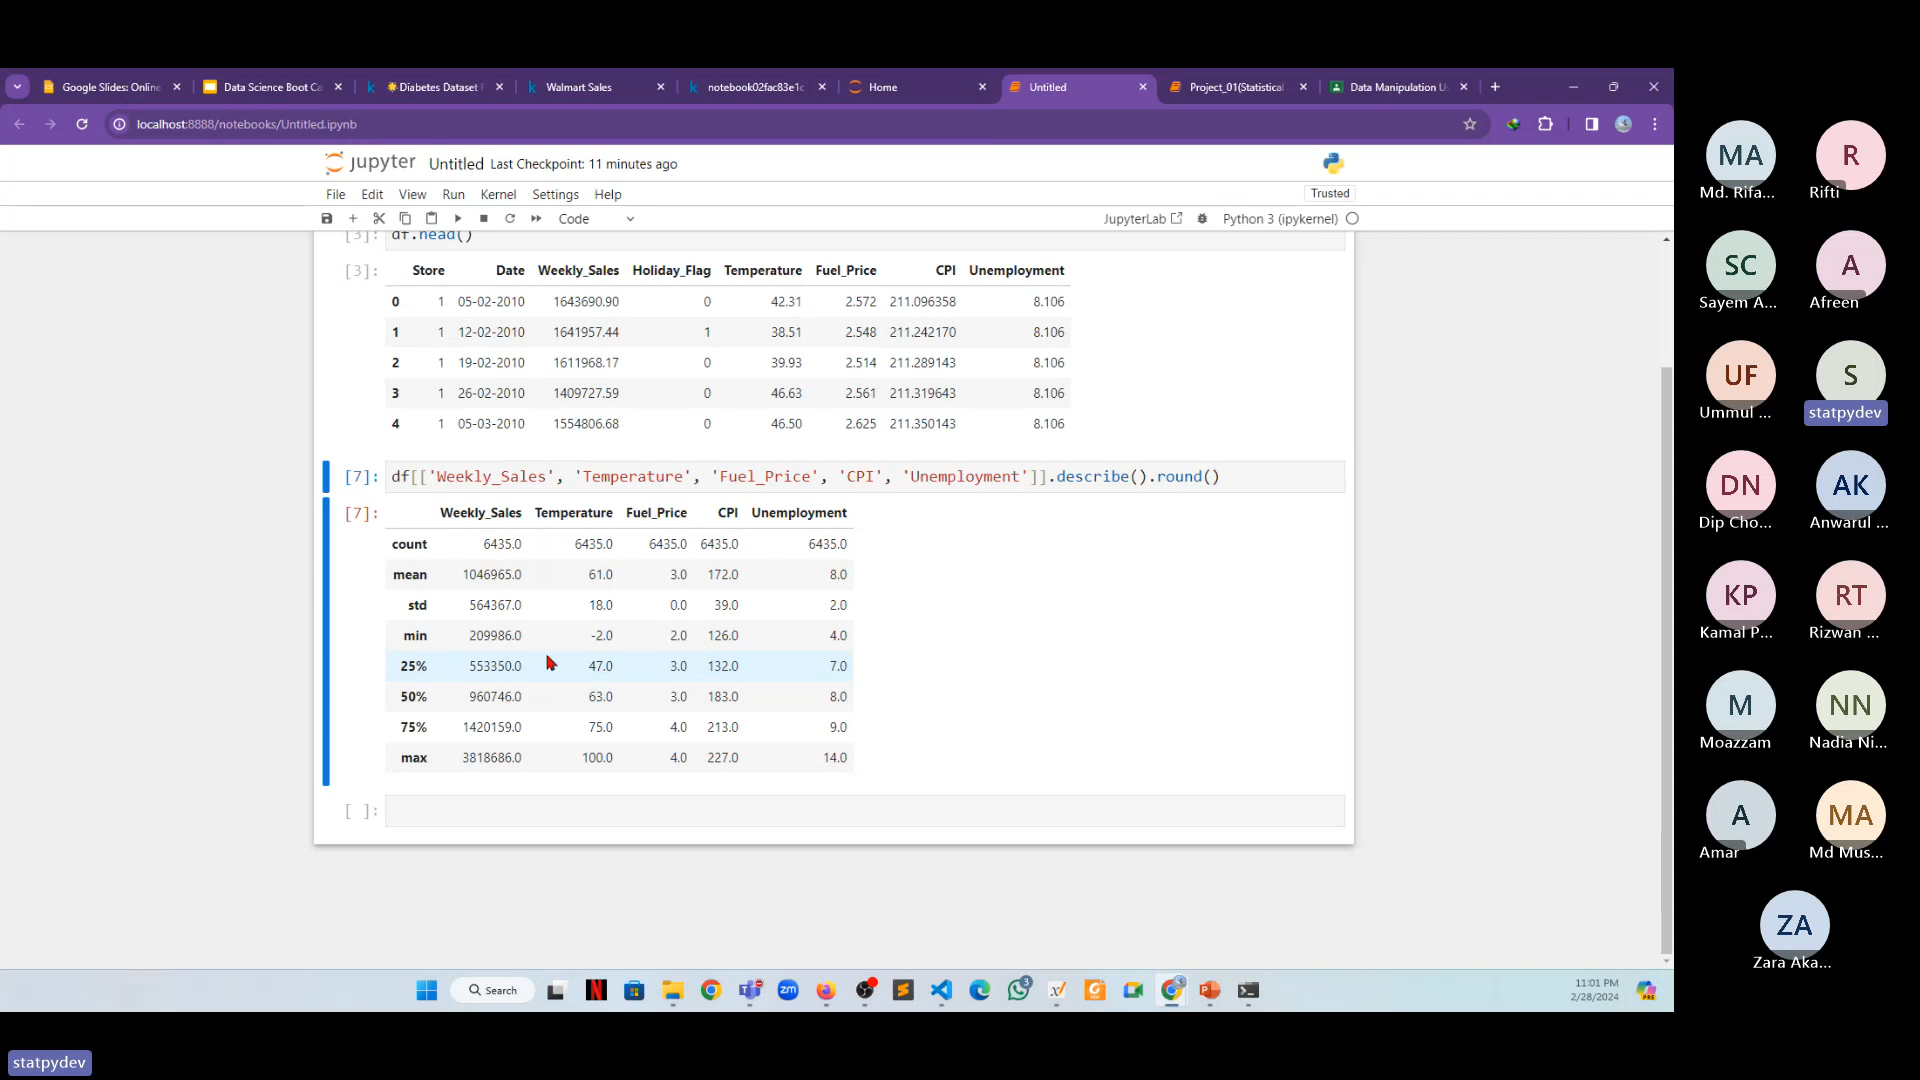 Google Slides: Online
Data Science Boot Ca
Diabetes Dataset
Walmart Sales
notebook02fac83e1c
Home
Untitled
Project_01(Statistical
Data Manipulation U
localhost:8888/notebooks/Untitled.ipynb
jupyter Untitled Last Checkpoint: 11 minutes ago
File Edit View Run Kernel Settings Help
Trusted
Code
JupyterLab
Python 3 (ipykernel)
[3]: df.head()
[3]: Store Date Weekly_Sales Holiday_Flag Temperature Fuel_Price CPI Unemployment
0 1 05-02-2010 1643690.90 0 42.31 2.572 211.096358 8.106
1 1 12-02-2010 1641957.44 1 38.51 2.548 211.242170 8.106
2 1 19-02-2010 1611968.17 0 39.93 2.514 211.289143 8.106
3 1 26-02-2010 1409727.59 0 46.63 2.561 211.319643 8.106
4 1 05-03-2010 1554806.68 0 46.50 2.625 211.350143 8.106
[7]: df[['Weekly_Sales', 'Temperature', 'Fuel_Price', 'CPI', 'Unemployment']].describe().round()
[7]: Weekly_Sales Temperature Fuel_Price CPI Unemployment
count 6435.0 6435.0 6435.0 6435.0 6435.0
mean 1046965.0 61.0 3.0 172.0 8.0
std 564367.0 18.0 0.0 39.0 2.0
min 209986.0 -2.0 2.0 126.0 4.0
25% 553350.0 47.0 3.0 132.0 7.0
50% 960746.0 63.0 3.0 183.0 8.0
75% 1420159.0 75.0 4.0 213.0 9.0
max 3818686.0 100.0 4.0 227.0 14.0
[ ]:
Search
11:01 PM
2/28/2024
MA R
Md. Rifa... Rifti
SC A
Sayem A... Afreen
UF S
Ummul ... statpydev
DN AK
Dip Cho... Anwarul ...
KP RT
Kamal P... Rizwan ...
M NN
Moazzam Nadia Ni...
A MA
Amar Md Mus...
ZA
Zara Aka...
statpydev